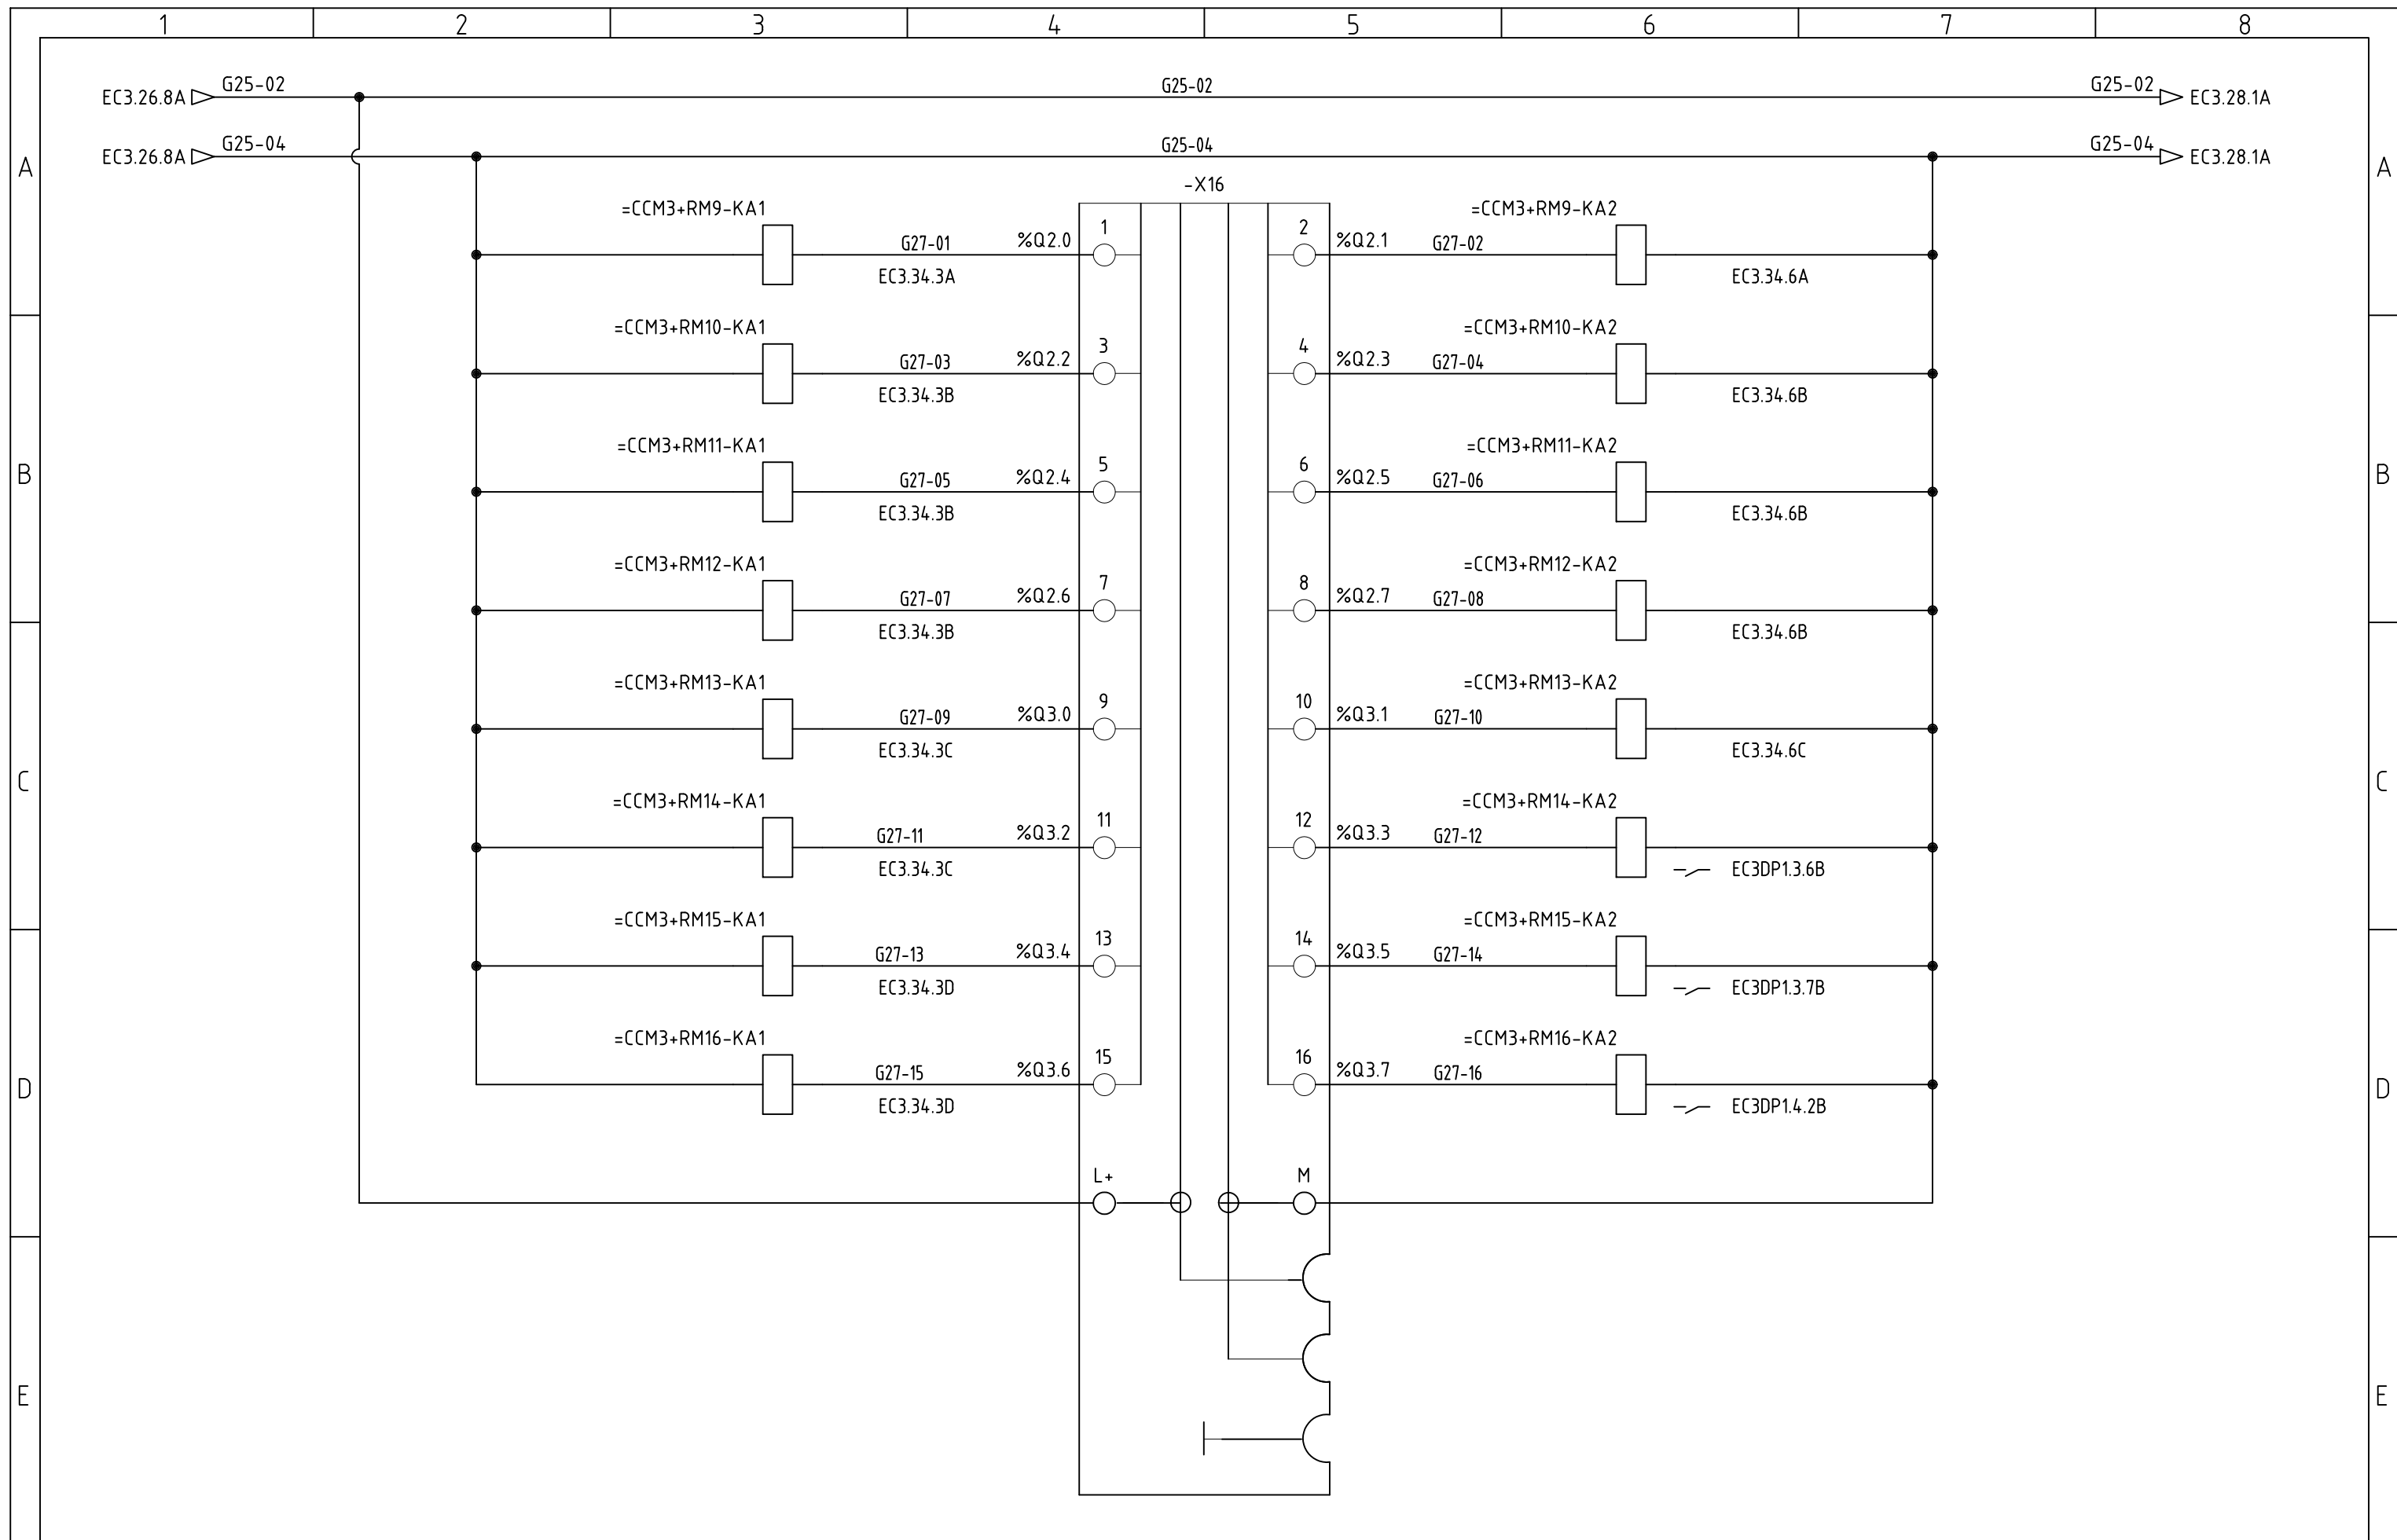 1 2 3 4 5 6 7 8
EC3.26.8A G25-02 G25-02 G25-02 EC3.28.1A
EC3.26.8A G25-04 G25-04 G25-04 EC3.28.1A
A A
-X16
=CCM3+RM9-KA1 =CCM3+RM9-KA2
G27-01 %Q2.0 1 2 %Q2.1 G27-02
EC3.34.3A EC3.34.6A
=CCM3+RM10-KA1 =CCM3+RM10-KA2
G27-03 %Q2.2 3 4 %Q2.3 G27-04
EC3.34.3B EC3.34.6B
=CCM3+RM11-KA1 =CCM3+RM11-KA2
B G27-05 %Q2.4 5 6 %Q2.5 G27-06 B
EC3.34.3B EC3.34.6B
=CCM3+RM12-KA1 =CCM3+RM12-KA2
G27-07 %Q2.6 7 8 %Q2.7 G27-08
EC3.34.3B EC3.34.6B
=CCM3+RM13-KA1 =CCM3+RM13-KA2
G27-09 %Q3.0 9 10 %Q3.1 G27-10
EC3.34.3C EC3.34.6C
C C
=CCM3+RM14-KA1 =CCM3+RM14-KA2
G27-11 %Q3.2 11 12 %Q3.3 G27-12
EC3.34.3C EC3DP1.3.6B
=CCM3+RM15-KA1 =CCM3+RM15-KA2
G27-13 %Q3.4 13 14 %Q3.5 G27-14
EC3.34.3D EC3DP1.3.7B
=CCM3+RM16-KA1 =CCM3+RM16-KA2
D G27-15 %Q3.6 15 16 %Q3.7 G27-16 D
EC3.34.3D EC3DP1.4.2B
L+ M
E E